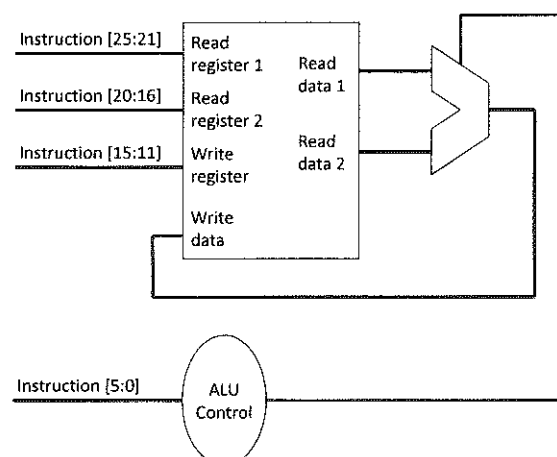 Instruction [25:21]
Read
register 1
Read
data 1
Instruction [20:16]
Read
register 2
Instruction [15:11]
Write
register
Read
data 2
Write
data
Instruction [5:0]
ALU
Control